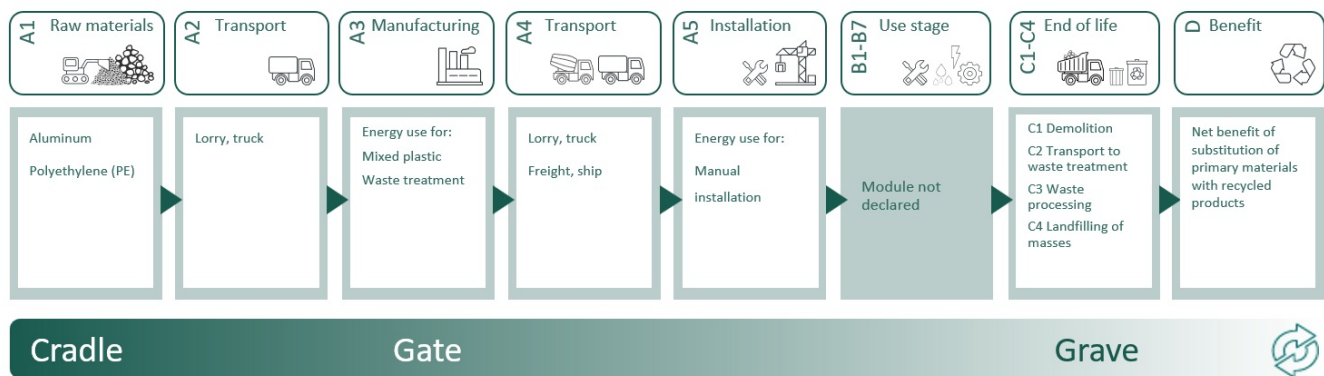 A1 Raw materials
A2 Transport
A3 Manufacturing
A4 Transport
A5 Installation
B1-B7 Use stage
C1-C4 End of life
D Benefit
Aluminum
Polyethylene (PE)
Lorry, truck
Energy use for:
Mixed plastic
Waste treatment
Lorry, truck
Freight, ship
Energy use for:
Manual
installation
Module not
declared
C1 Demolition
C2 Transport to
waste treatment
C3 Waste
processing
C4 Landfilling of
masses
Net benefit of
substitution of
primary materials
with recycled
products
Cradle
Gate
Grave